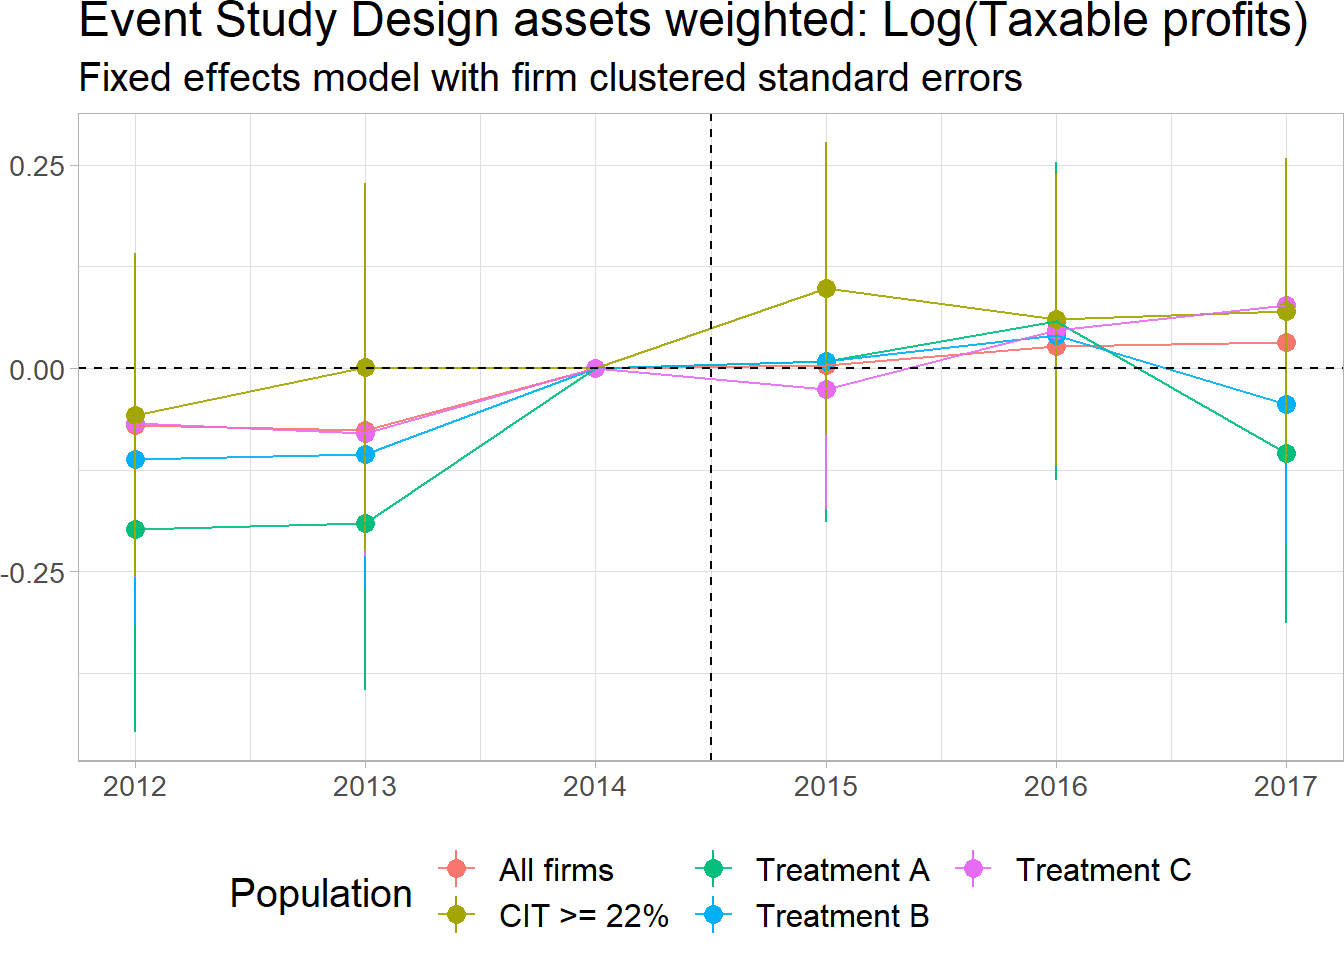 Event Study Design assets weighted: Log(Taxable profits)
Fixed effects model with firm clustered standard errors
0.25
0.00
-0.25
2012 2013 2014 2015 2016 2017
Population
All firms Treatment A Treatment C
CIT >= 22% Treatment B